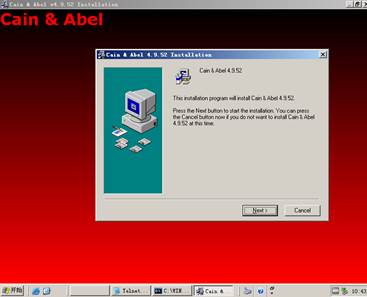 Cain & Abel v4.9.52 Installation
Cain & Abel
Cain & Abel 4.9.52 Installation
Cain & Abel 4.9.52
This installation program will install Cain & Abel 4.9.52.
Press the Next button to start the installation. You can press
the Cancel button now if you do not want to install Cain & Abel
4.9.52 at this time.
Next >
Cancel
开始
Telnet...
C:\WIN...
Cain &
10:43